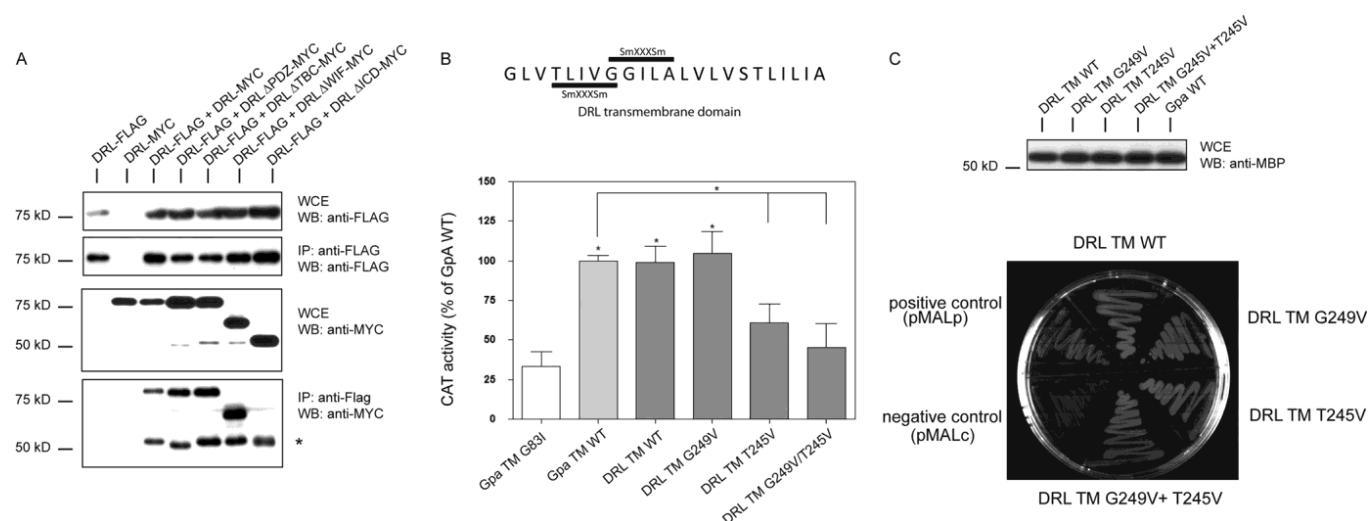 A
DRL-FLAG
DRL-MYC
DRL-FLAG + DRL-MYC
DRL-FLAG + DRL ΔPDZ-MYC
DRL-FLAG + DRL ΔTBC-MYC
DRL-FLAG + DRL ΔWIF-MYC
DRL-FLAG + DRL ΔICD-MYC
75 kD
WCE
WB: anti-FLAG
75 kD
IP: anti-FLAG
WB: anti-FLAG
75 kD
50 kD
WCE
WB: anti-MYC
75 kD
50 kD
IP: anti-Flag
WB: anti-MYC
*
B
SmXXXSm
G L V T L I V G G I L A L V L V S T L I L I A
SmXXXSm
DRL transmembrane domain
CAT activity (% of GpA WT)
150
125
100
75
50
25
0
*
*
*
*
Gpa TM G83I
Gpa TM WT
DRL TM WT
DRL TM G249V
DRL TM T245V
DRL TM G249V/T245V
C
DRL TM WT
DRL TM G249V
DRL TM T245V
DRL TM G245V+T245V
Gpa WT
50 kD
WCE
WB: anti-MBP
DRL TM WT
positive control
(pMALp)
DRL TM G249V
negative control
(pMALc)
DRL TM T245V
DRL TM G249V+ T245V